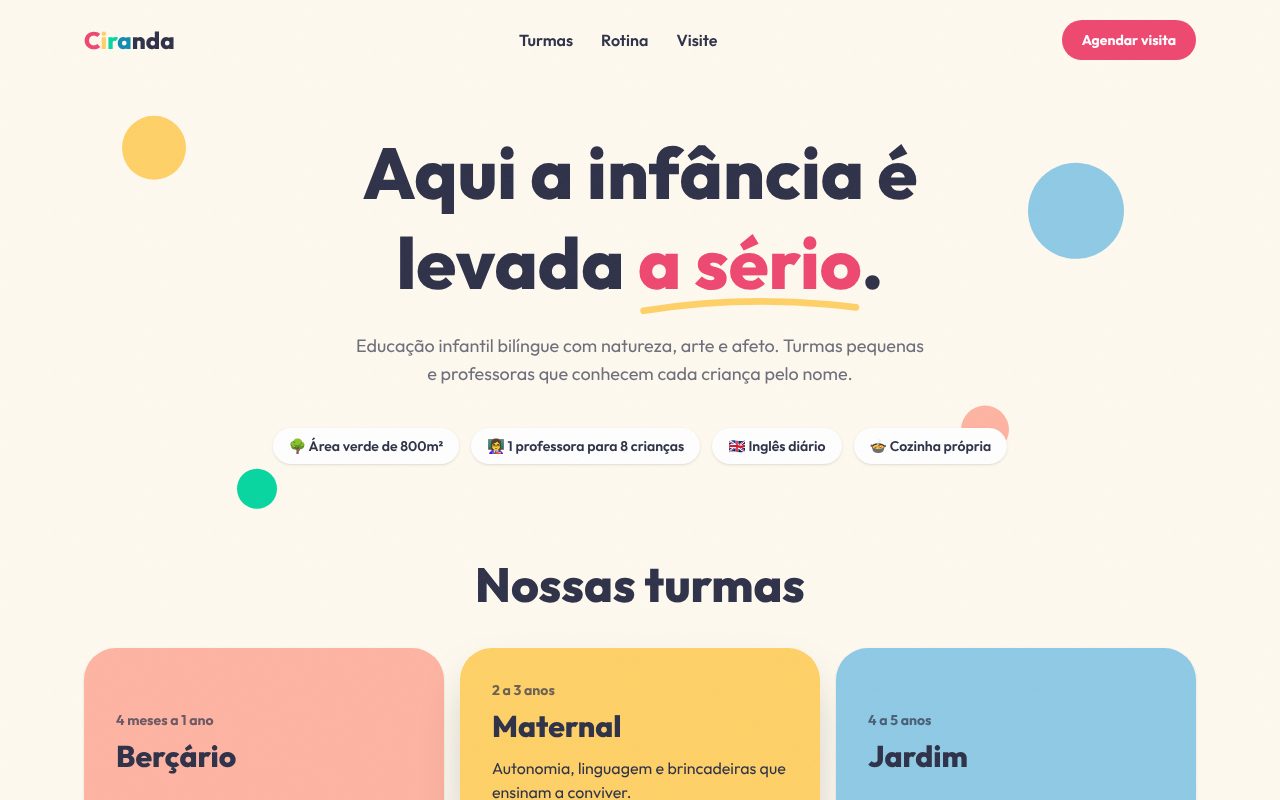 Ciranda
Turmas
Rotina
Visite
Agendar visita
Aqui a infância é
levada a sério.
Educação infantil bilíngue com natureza, arte e afeto. Turmas pequenas
e professoras que conhecem cada criança pelo nome.
Área verde de 800m²
1 professora para 8 crianças
Inglês diário
Cozinha própria
Nossas turmas
4 meses a 1 ano
Berçário
2 a 3 anos
Maternal
Autonomia, linguagem e brincadeiras que
ensinam a conviver.
4 a 5 anos
Jardim